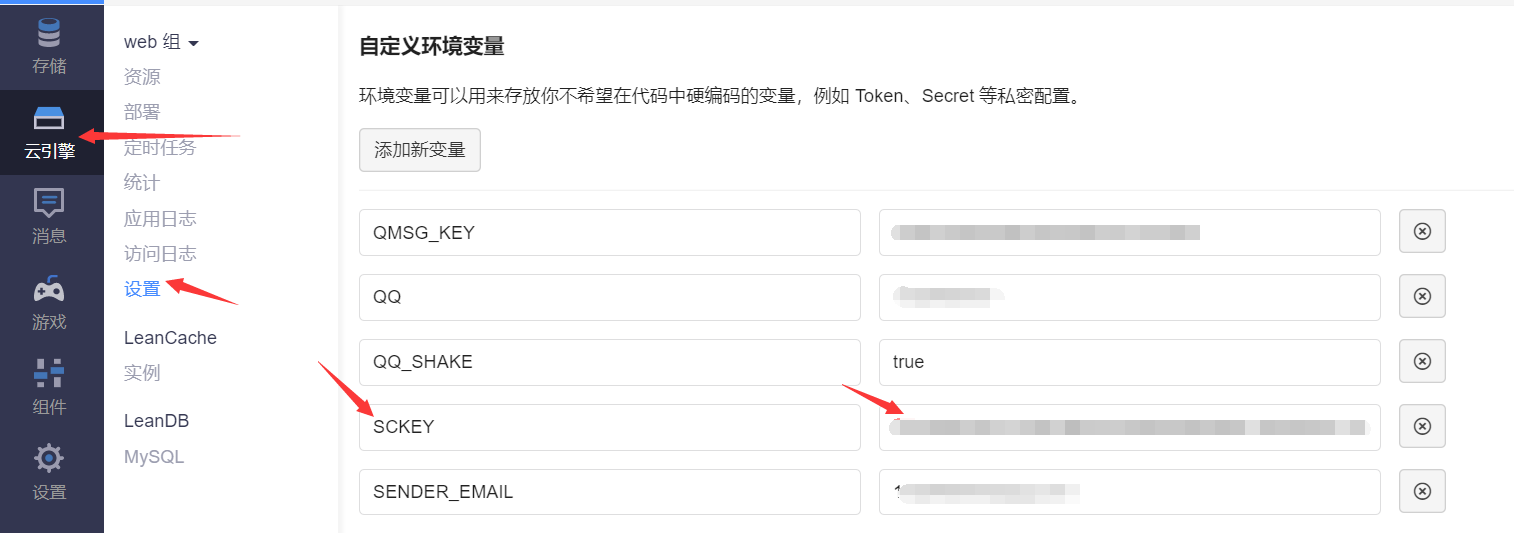 存储
云引擎
消息
游戏
组件
设置
web 组
资源
部署
定时任务
统计
应用日志
访问日志
设置
LeanCache
实例
LeanDB
MySQL
自定义环境变量
环境变量可以用来存放你不希望在代码中硬编码的变量，例如 Token、Secret 等私密配置。
添加新变量
QMSG_KEY
QQ
QQ_SHAKE
true
SCKEY
SENDER_EMAIL